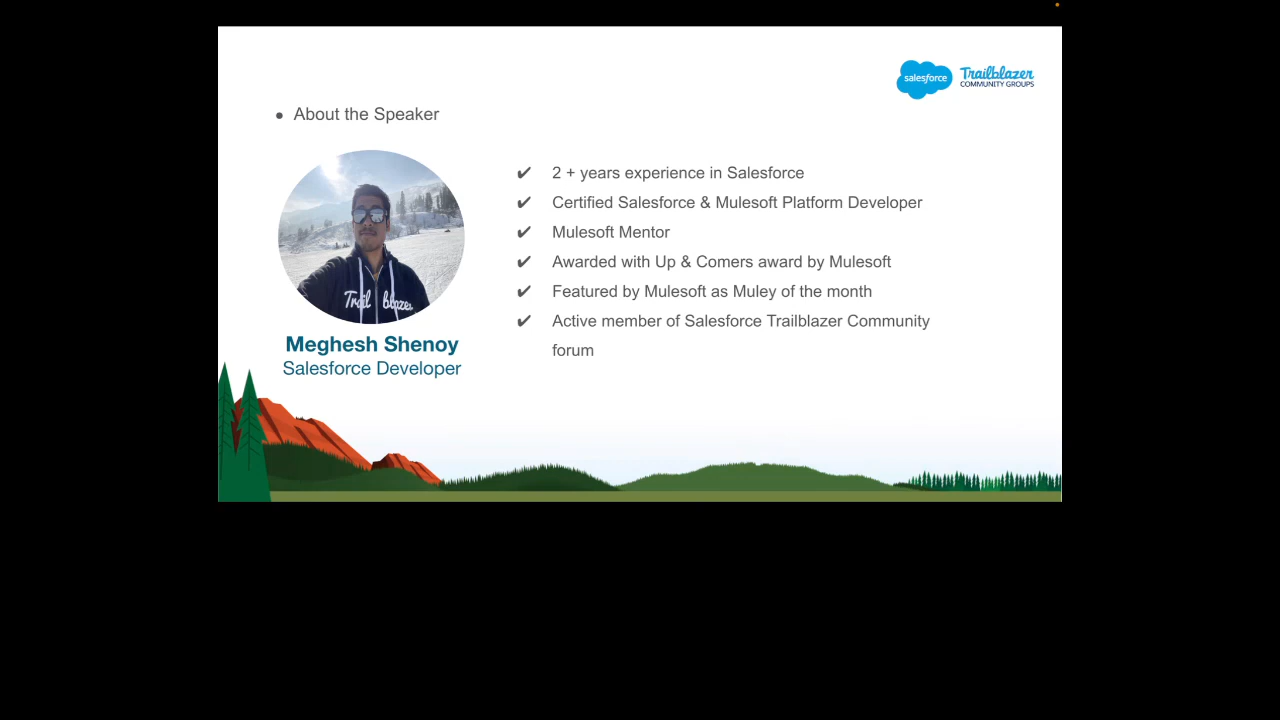 salesforce
Trailblazer
COMMUNITY GROUPS
● About the Speaker
✔ 2 + years experience in Salesforce
✔ Certified Salesforce & Mulesoft Platform Developer
✔ Mulesoft Mentor
✔ Awarded with Up & Comers award by Mulesoft
✔ Featured by Mulesoft as Muley of the month
✔ Active member of Salesforce Trailblazer Community
forum
Trail blazer
Meghesh Shenoy
Salesforce Developer